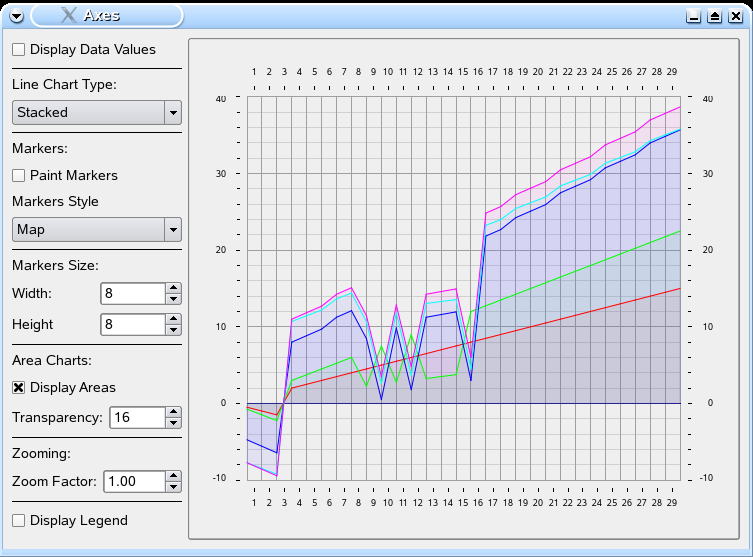 Axes
Display Data Values
Line Chart Type:
Stacked
Markers:
Paint Markers
Markers Style
Map
Markers Size:
Width: 8
Height 8
Area Charts:
Display Areas
Transparency: 16
Zooming:
Zoom Factor: 1.00
Display Legend
1 2 3 4 5 6 7 8 9 10 11 12 13 14 15 16 17 18 19 20 21 22 23 24 25 26 27 28 29
40 40
30 30
20 20
10 10
0 0
-10 -10
1 2 3 4 5 6 7 8 9 10 11 12 13 14 15 16 17 18 19 20 21 22 23 24 25 26 27 28 29